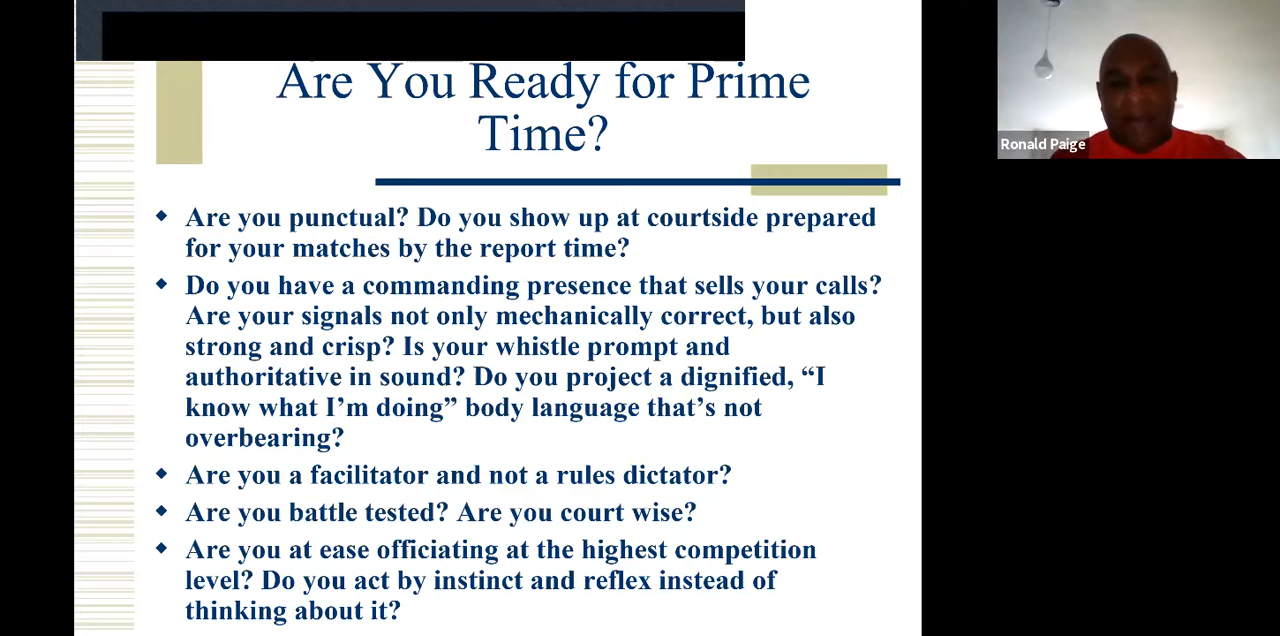 Are You Ready for Prime
Time?
Ronald Paige
Are you punctual? Do you show up at courtside prepared
for your matches by the report time?
Do you have a commanding presence that sells your calls?
Are your signals not only mechanically correct, but also
strong and crisp? Is your whistle prompt and
authoritative in sound? Do you project a dignified, “I
know what I’m doing” body language that’s not
overbearing?
Are you a facilitator and not a rules dictator?
Are you battle tested? Are you court wise?
Are you at ease officiating at the highest competition
level? Do you act by instinct and reflex instead of
thinking about it?